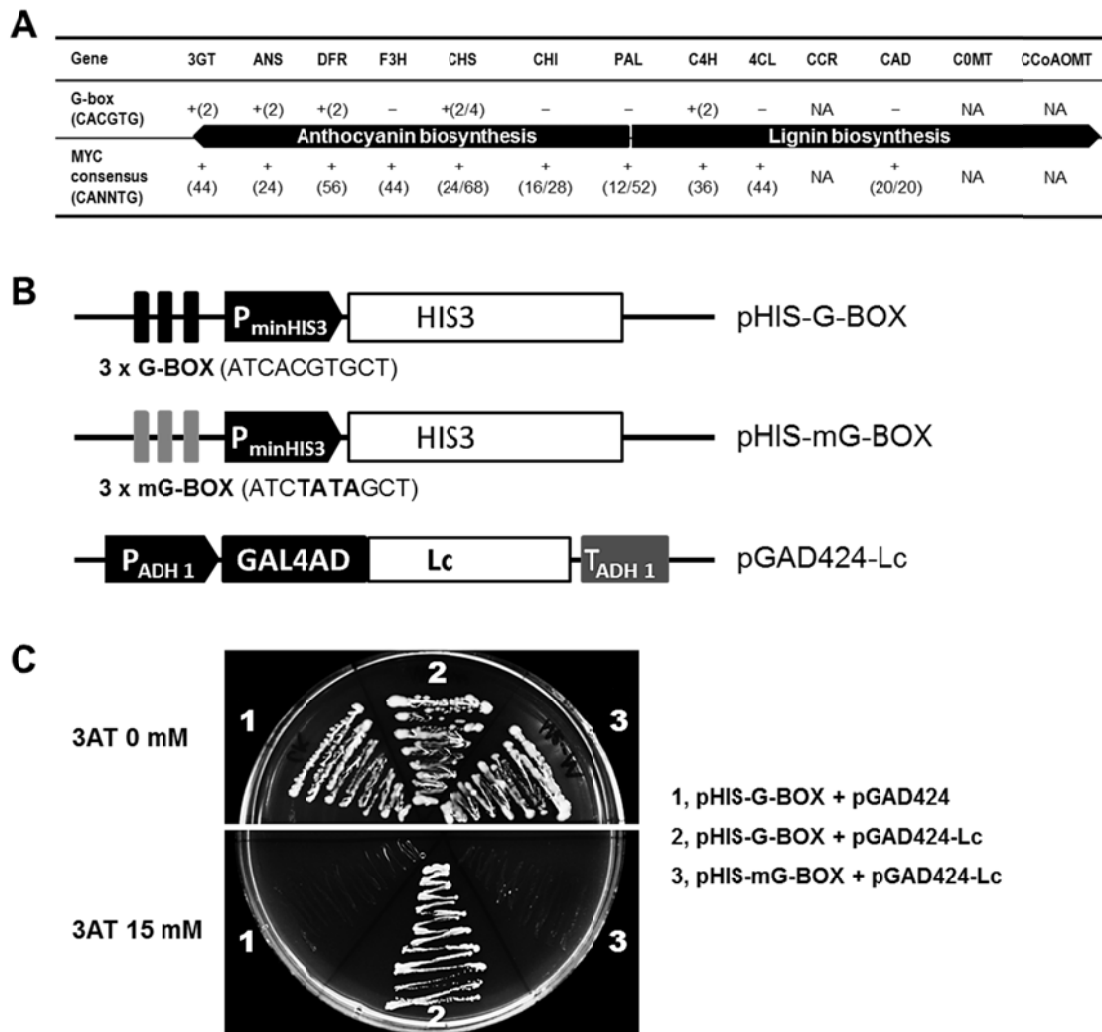 A
Gene 3GT ANS DFR F3H CHS CHI PAL C4H 4CL CCR CAD C0MT CCoAOMT
G-box
(CACGTG)
+(2) +(2) +(2) – +(2/4) – – +(2) – NA – NA NA
Anthocyanin biosynthesis Lignin biosynthesis
MYC
consensus
(CANNTG)
+ + + + + + + + + NA + NA NA
(44) (24) (56) (44) (24/68) (16/28) (12/52) (36) (44) (20/20)
B
PminHIS3 HIS3 pHIS-G-BOX
3 x G-BOX (ATCACGTGCT)
PminHIS3 HIS3 pHIS-mG-BOX
3 x mG-BOX (ATCTATAGCT)
PADH 1 GAL4AD Lc TADH 1 pGAD424-Lc
C
3AT 0 mM
1 2 3
1, pHIS-G-BOX + pGAD424
2, pHIS-G-BOX + pGAD424-Lc
3, pHIS-mG-BOX + pGAD424-Lc
3AT 15 mM
1 2 3